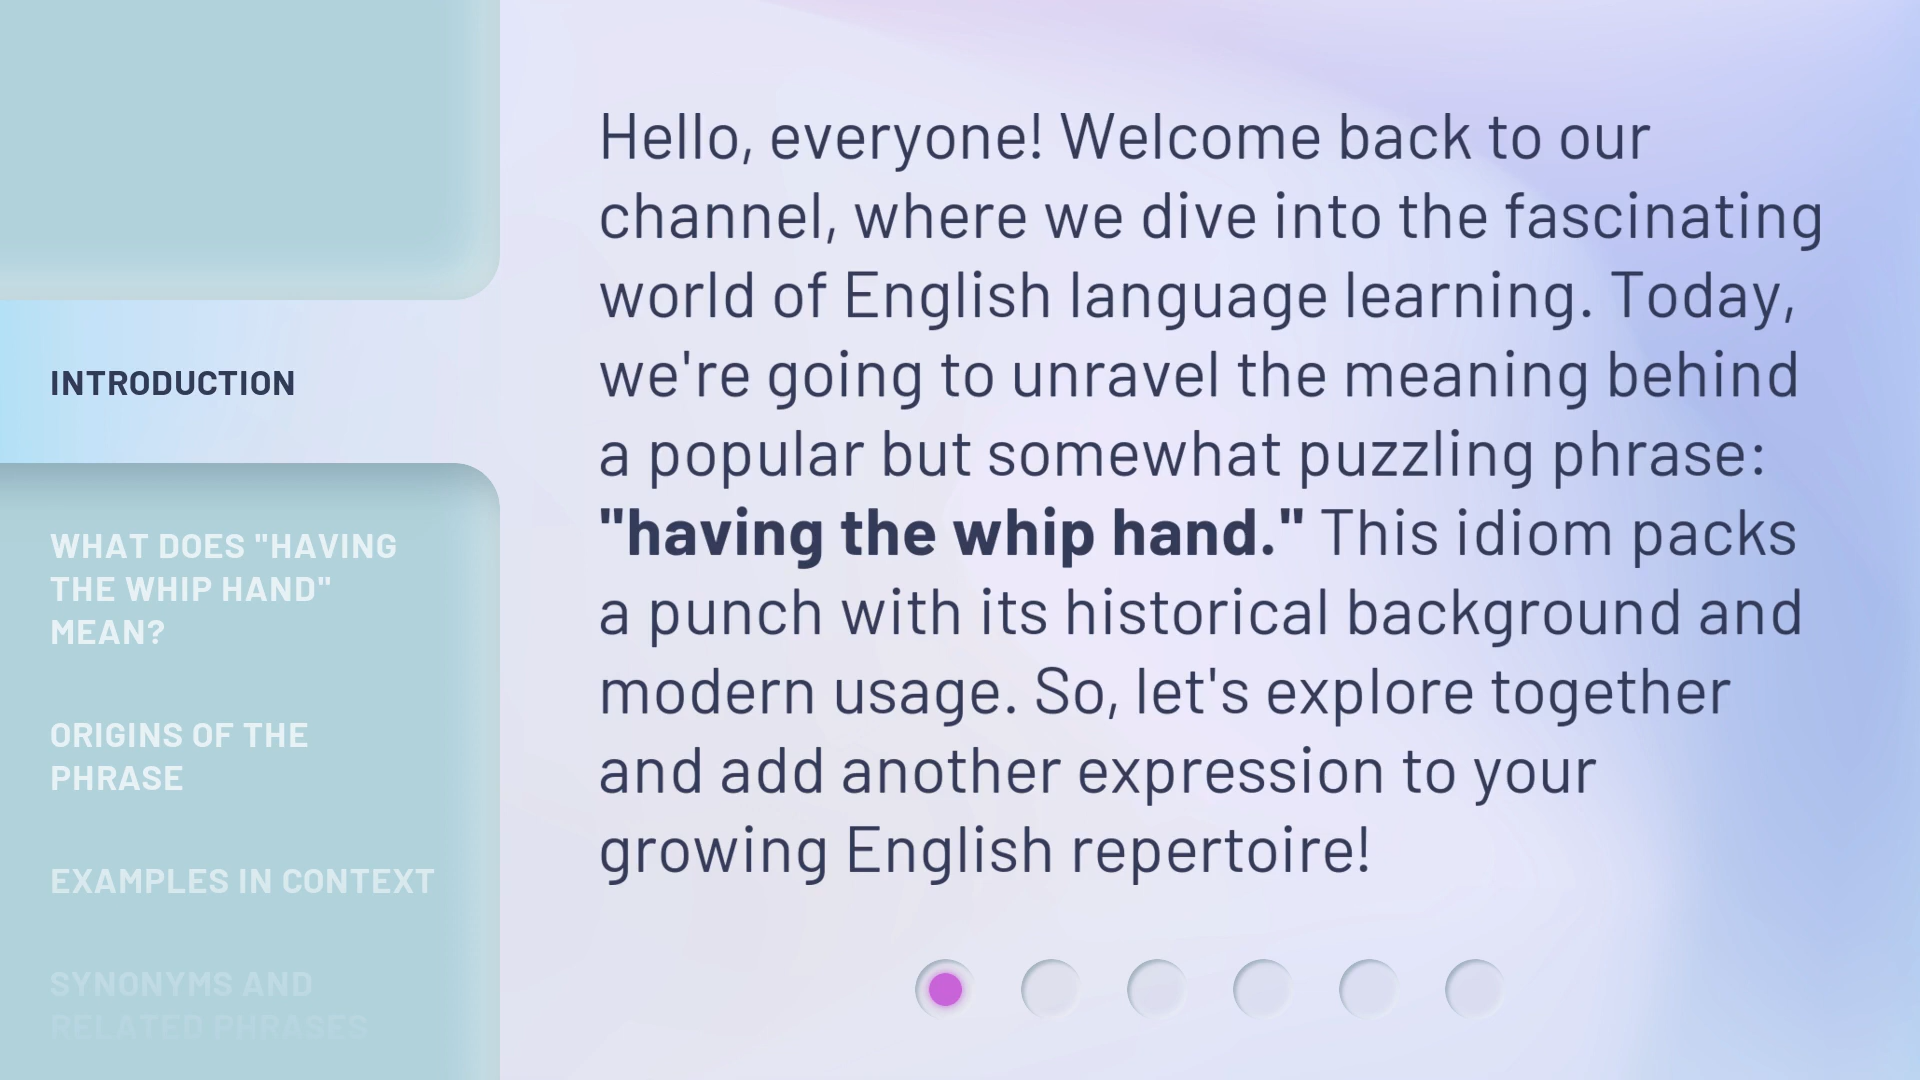 INTRODUCTION
WHAT DOES "HAVING
THE WHIP HAND"
MEAN?
ORIGINS OF THE
PHRASE
EXAMPLES IN CONTEXT
SYNONYMS AND
RELATED PHRASES
Hello, everyone! Welcome back to our
channel, where we dive into the fascinating
world of English language learning. Today,
we're going to unravel the meaning behind
a popular but somewhat puzzling phrase:
"having the whip hand." This idiom packs
a punch with its historical background and
modern usage. So, let's explore together
and add another expression to your
growing English repertoire!